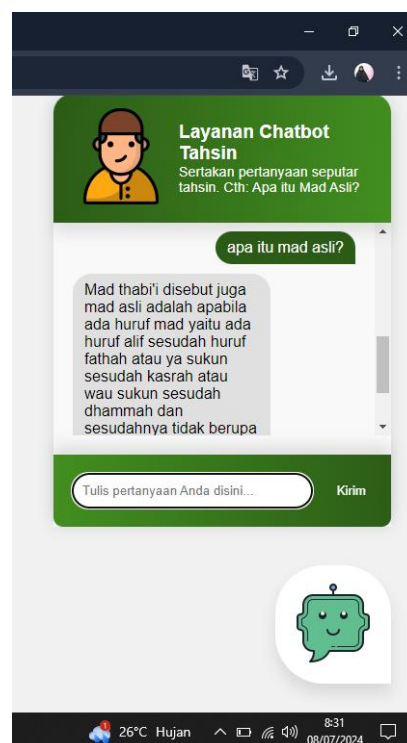 Layanan Chatbot
Tahsin
Sertakan pertanyaan seputar
tahsin. Cth: Apa itu Mad Asli?
apa itu mad asli?
Mad thabi'i disebut juga
mad asli adalah apabila
ada huruf mad yaitu ada
huruf alif sesudah huruf
fathah atau ya sukun
sesudah kasrah atau
wau sukun sesudah
dhammah dan
sesudahnya tidak berupa
Tulis pertanyaan Anda disini...
Kirim
1
26°C Hujan
8:31
08/07/2024